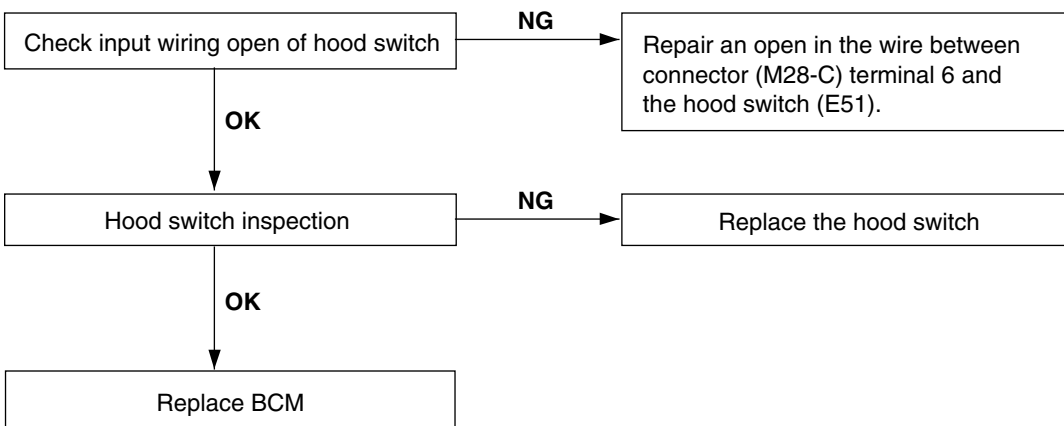 Check input wiring open of hood switch
NG
Repair an open in the wire between
connector (M28-C) terminal 6 and
the hood switch (E51).
OK
Hood switch inspection
NG
Replace the hood switch
OK
Replace BCM